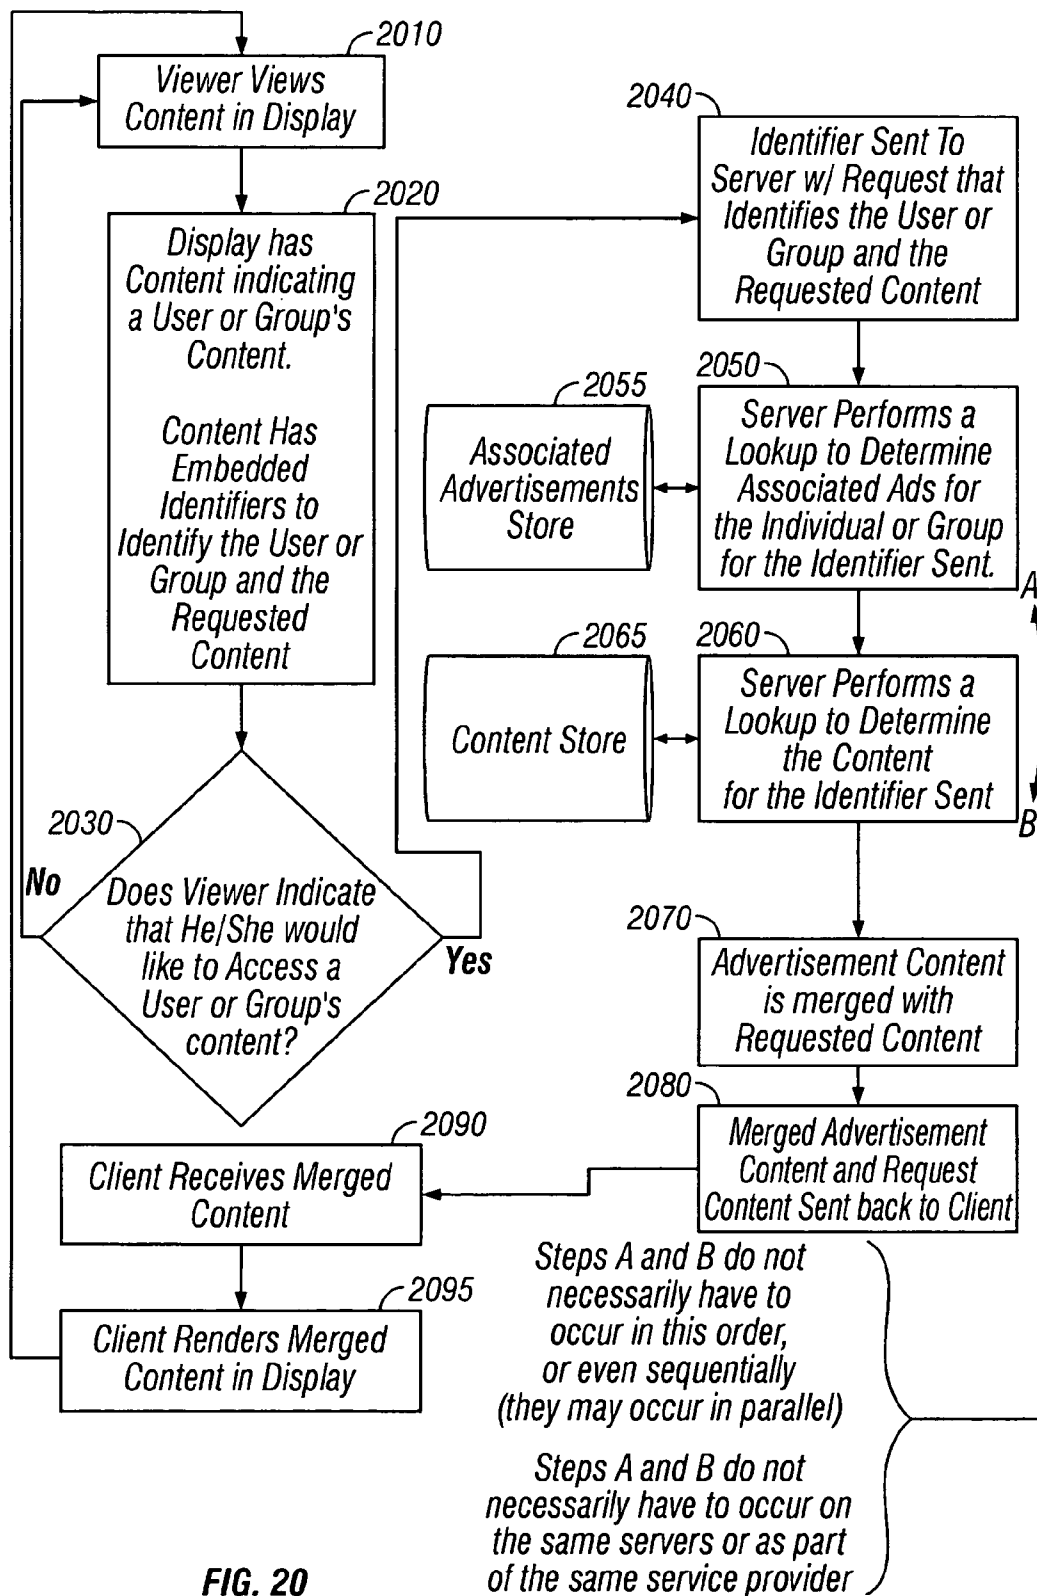 2010
Viewer Views
Content in Display
2020
Display has
Content indicating
a User or Group's
Content.
Content Has
Embedded
Identifiers to
Identify the User or
Group and the
Requested
Content
2030
No
Does Viewer Indicate
that He/She would
like to Access a
User or Group's
content?
Yes
2040
Identifier Sent To
Server w/ Request that
Identifies the User or
Group and the
Requested Content
2050
Server Performs a
Lookup to Determine
Associated Ads for
the Individual or Group
for the Identifier Sent.
2055
Associated
Advertisements
Store
A
2060
Server Performs a
Lookup to Determine
the Content
for the Identifier Sent
2065
Content Store
B
2070
Advertisement Content
is merged with
Requested Content
2080
Merged Advertisement
Content and Request
Content Sent back to Client
2090
Client Receives Merged
Content
2095
Client Renders Merged
Content in Display
Steps A and B do not
necessarily have to
occur in this order,
or even sequentially
(they may occur in parallel)
Steps A and B do not
necessarily have to occur on
the same servers or as part
of the same service provider
FIG. 20